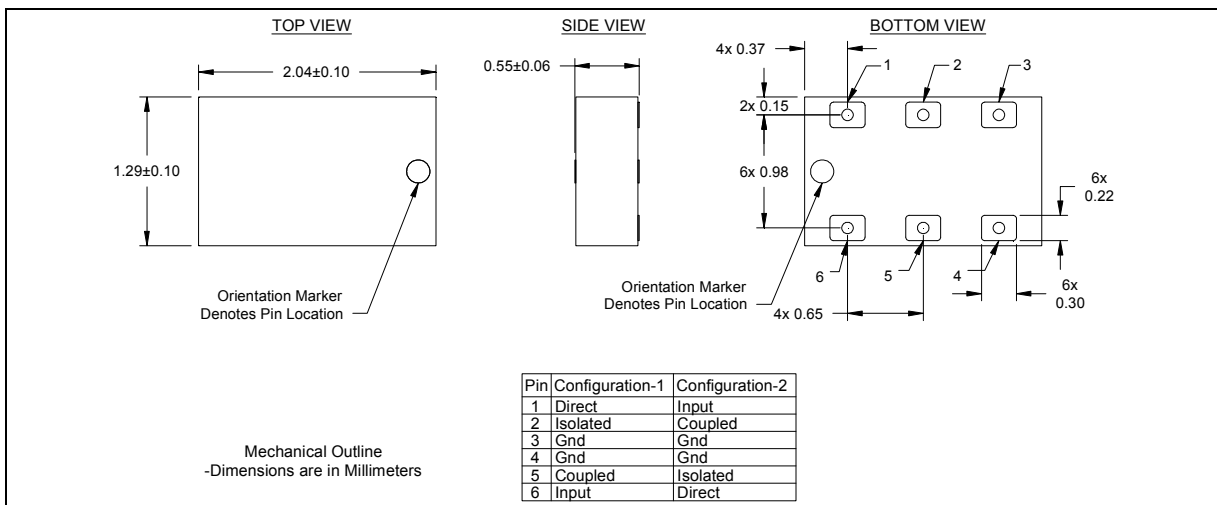 TOP VIEW
SIDE VIEW
BOTTOM VIEW
2.04±0.10
0.55±0.06
4x 0.37
1
2
3
2x 0.15
1.29±0.10
6x 0.98
6x
0.22
6
5
4
6x
0.30
4x 0.65
Orientation Marker
Denotes Pin Location
Orientation Marker
Denotes Pin Location
Pin Configuration-1 Configuration-2
1 Direct Input
2 Isolated Coupled
3 Gnd Gnd
4 Gnd Gnd
5 Coupled Isolated
6 Input Direct
Mechanical Outline
-Dimensions are in Millimeters